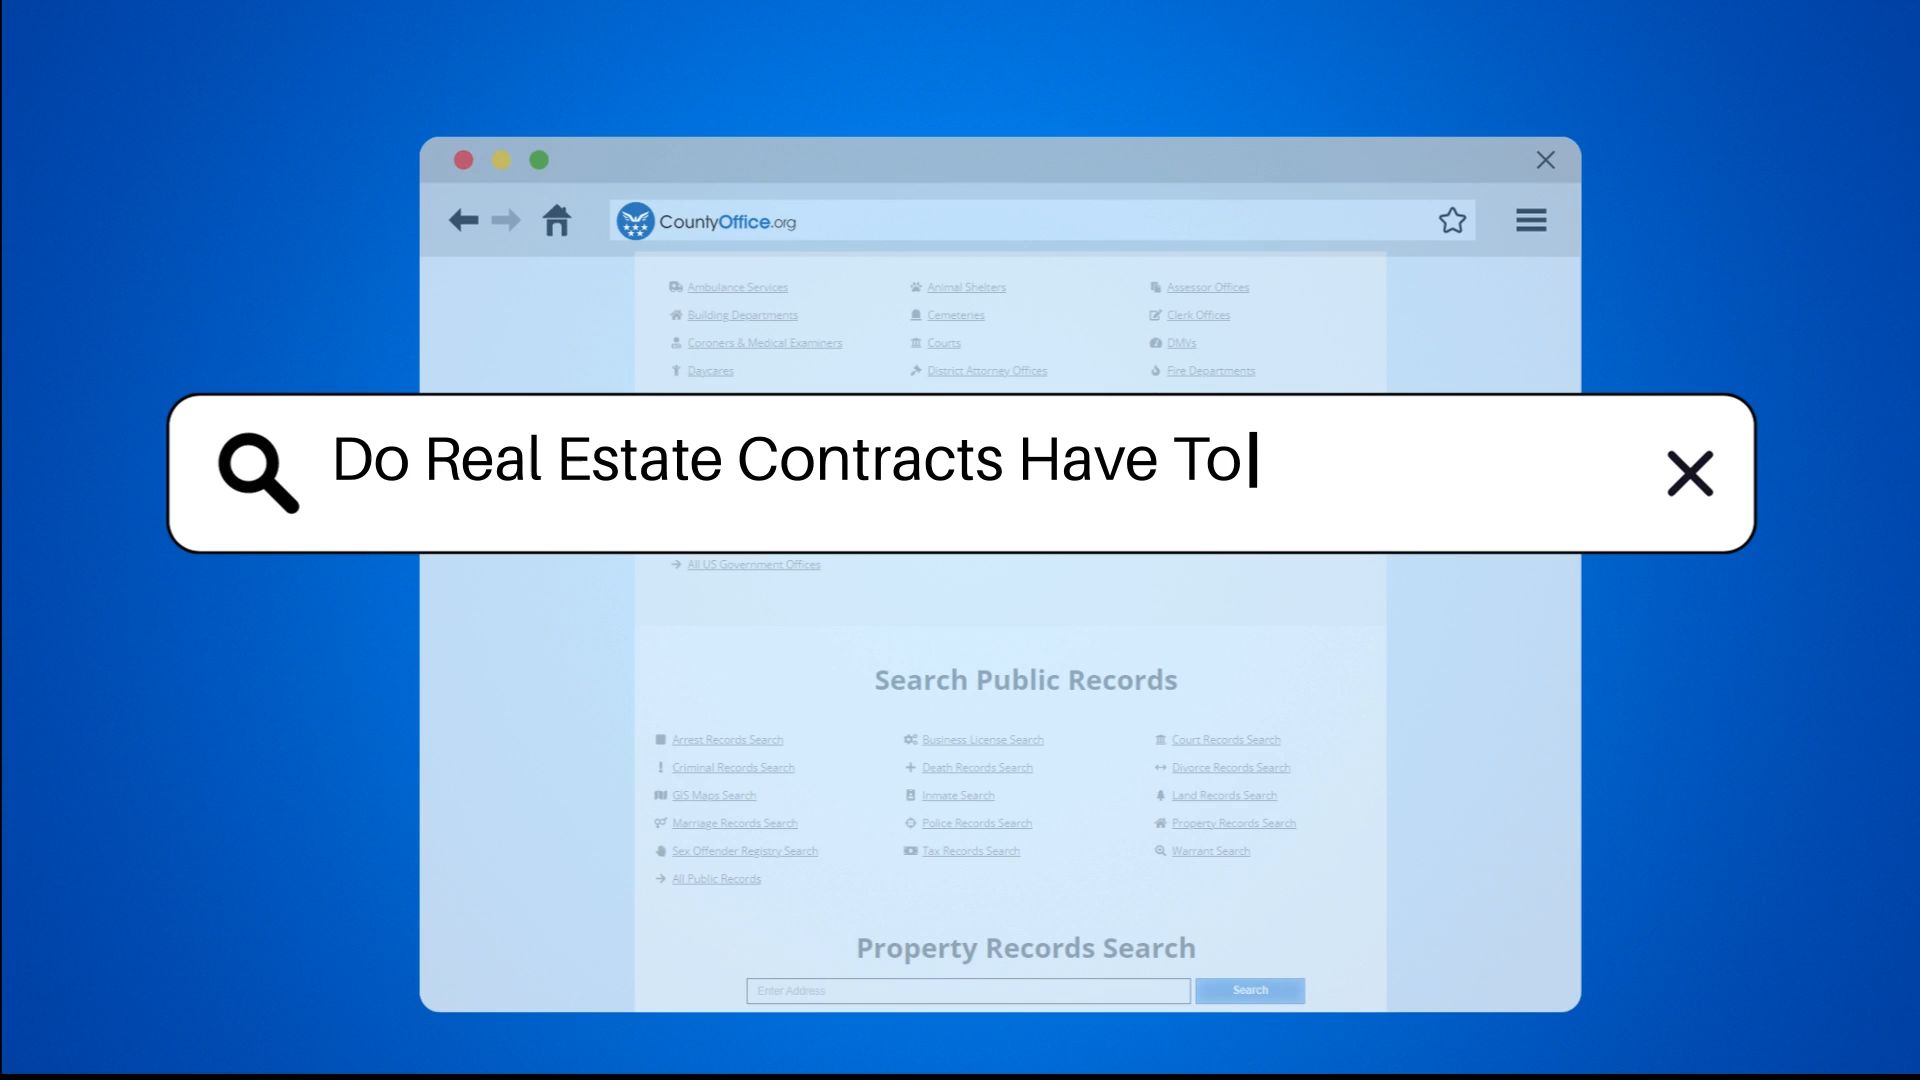 CountyOffice.org
Ambulance Services Animal Shelters Assessor Offices
Building Departments Cemeteries Clerk Offices
Coroners & Medical Examiners Courts DMVs
Daycares District Attorney Offices Fire Departments
Do Real Estate Contracts Have To
All US Government Offices
Search Public Records
Arrest Records Search Business License Search Court Records Search
Criminal Records Search Death Records Search Divorce Records Search
GIS Maps Search Inmate Search Land Records Search
Marriage Records Search Police Records Search Property Records Search
Sex Offender Registry Search Tax Records Search Warrant Search
All Public Records
Property Records Search
Enter Address Search